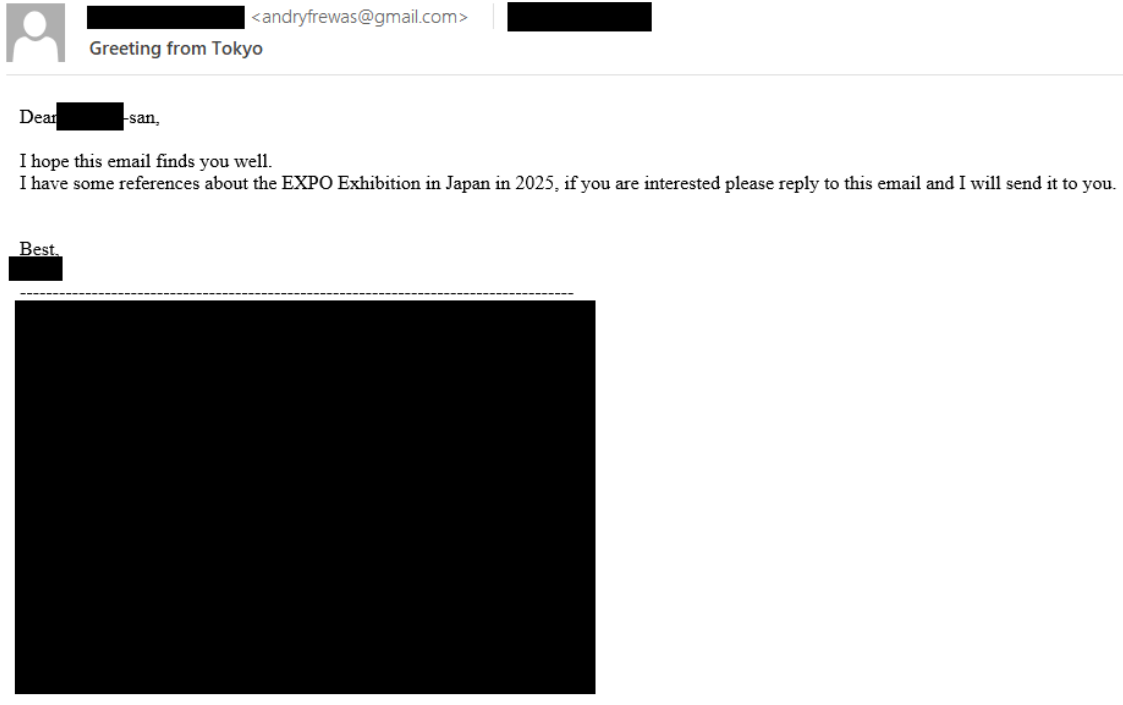 <andryfrewas@gmail.com>
Greeting from Tokyo
Dear -san,
I hope this email finds you well.
I have some references about the EXPO Exhibition in Japan in 2025, if you are interested please reply to this email and I will send it to you.
Best,
--------------------------------------------------------------------------------------